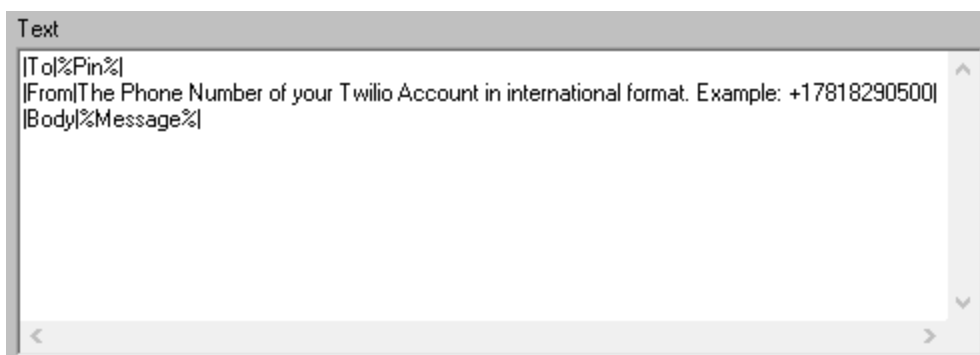 Text
|To|%Pin%|
|From|The Phone Number of your Twilio Account in international format. Example: +17818290500|
|Body|%Message%|